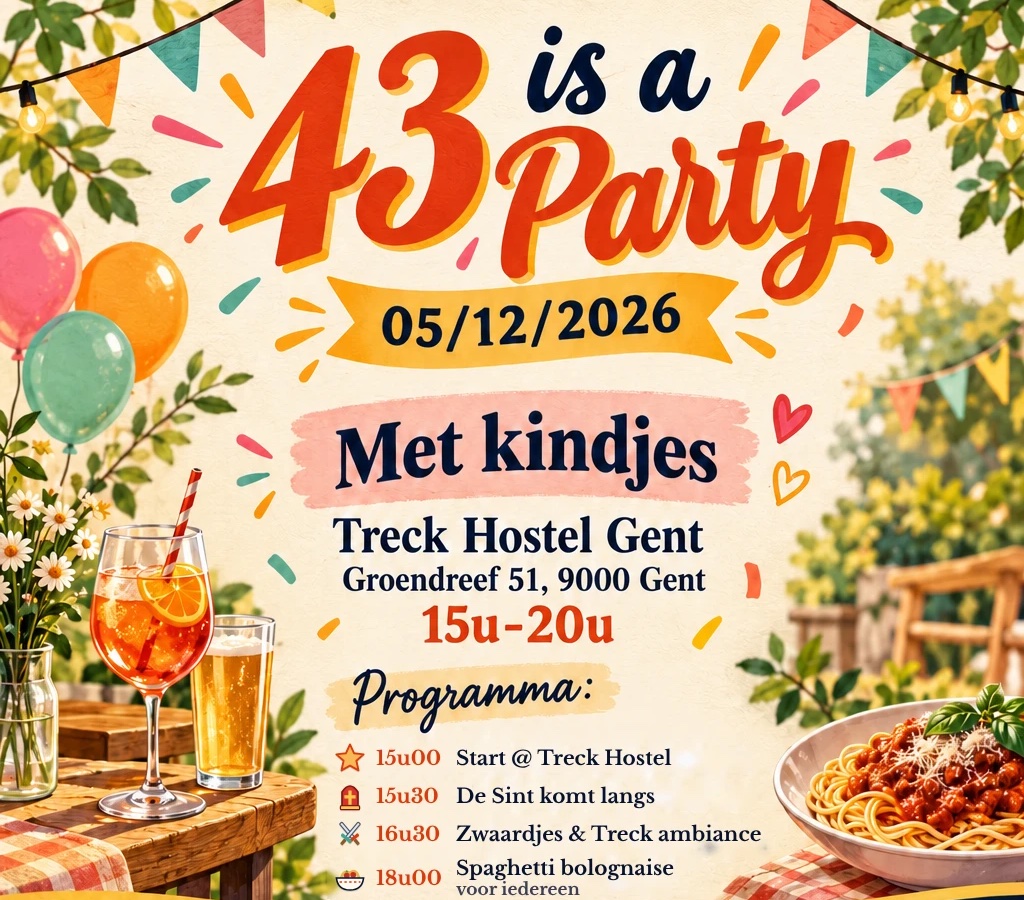 43 is a
Party
05/12/2026
Met kindjes
Treck Hostel Gent
Groendreef 51, 9000 Gent
15u-20u
Programma:
15u00 Start @ Treck Hostel
15u30 De Sint komt langs
16u30 Zwaardjes & Treck ambiance
18u00 Spaghetti bolognaise
voor iedereen